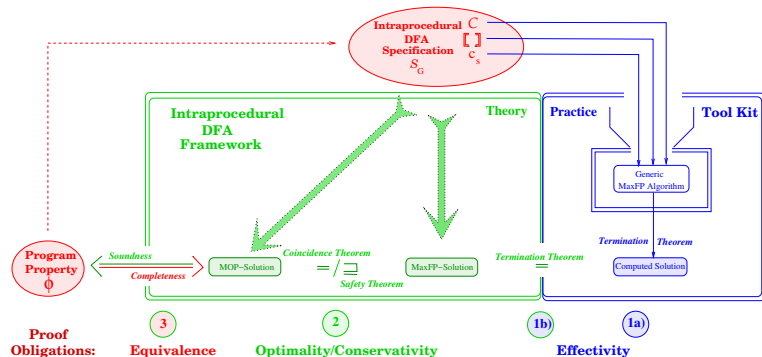 Intraprocedural C
DFA [[ ]]
Specification c_s
S_G
Intraprocedural
DFA
Framework
Theory
Practice
Tool Kit
Generic
MaxFP Algorithm
Termination Theorem
Program
Property
ϕ
Soundness
Completeness
MOP−Solution
Coincidence Theorem
= / ⊒
Safety Theorem
MaxFP−Solution
Termination Theorem
=
Computed Solution
3
2
1b)
1a)
Proof
Obligations:
Equivalence
Optimality/Conservativity
Effectivity